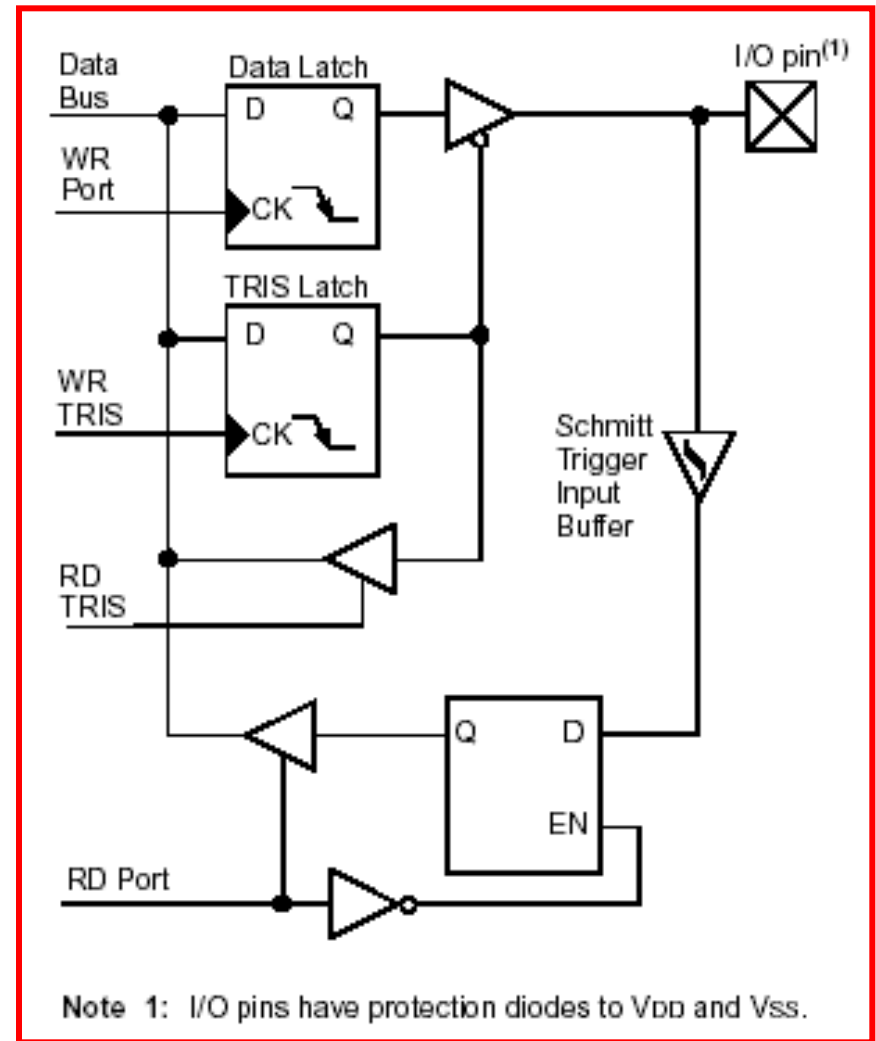 I/O pin(1)
Data
Bus
Data Latch
D Q
WR
Port
CK
TRIS Latch
D Q
WR
TRIS
CK
Schmitt
Trigger
Input
Buffer
RD
TRIS
Q D
EN
RD Port
Note 1: I/O pins have protection diodes to VDD and VSS.